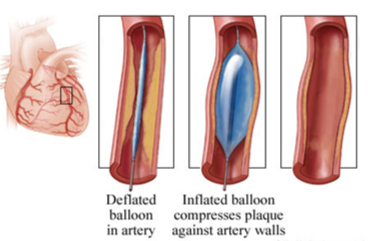 Deflated
balloon
in artery
Inflated balloon
compresses plaque
against artery walls